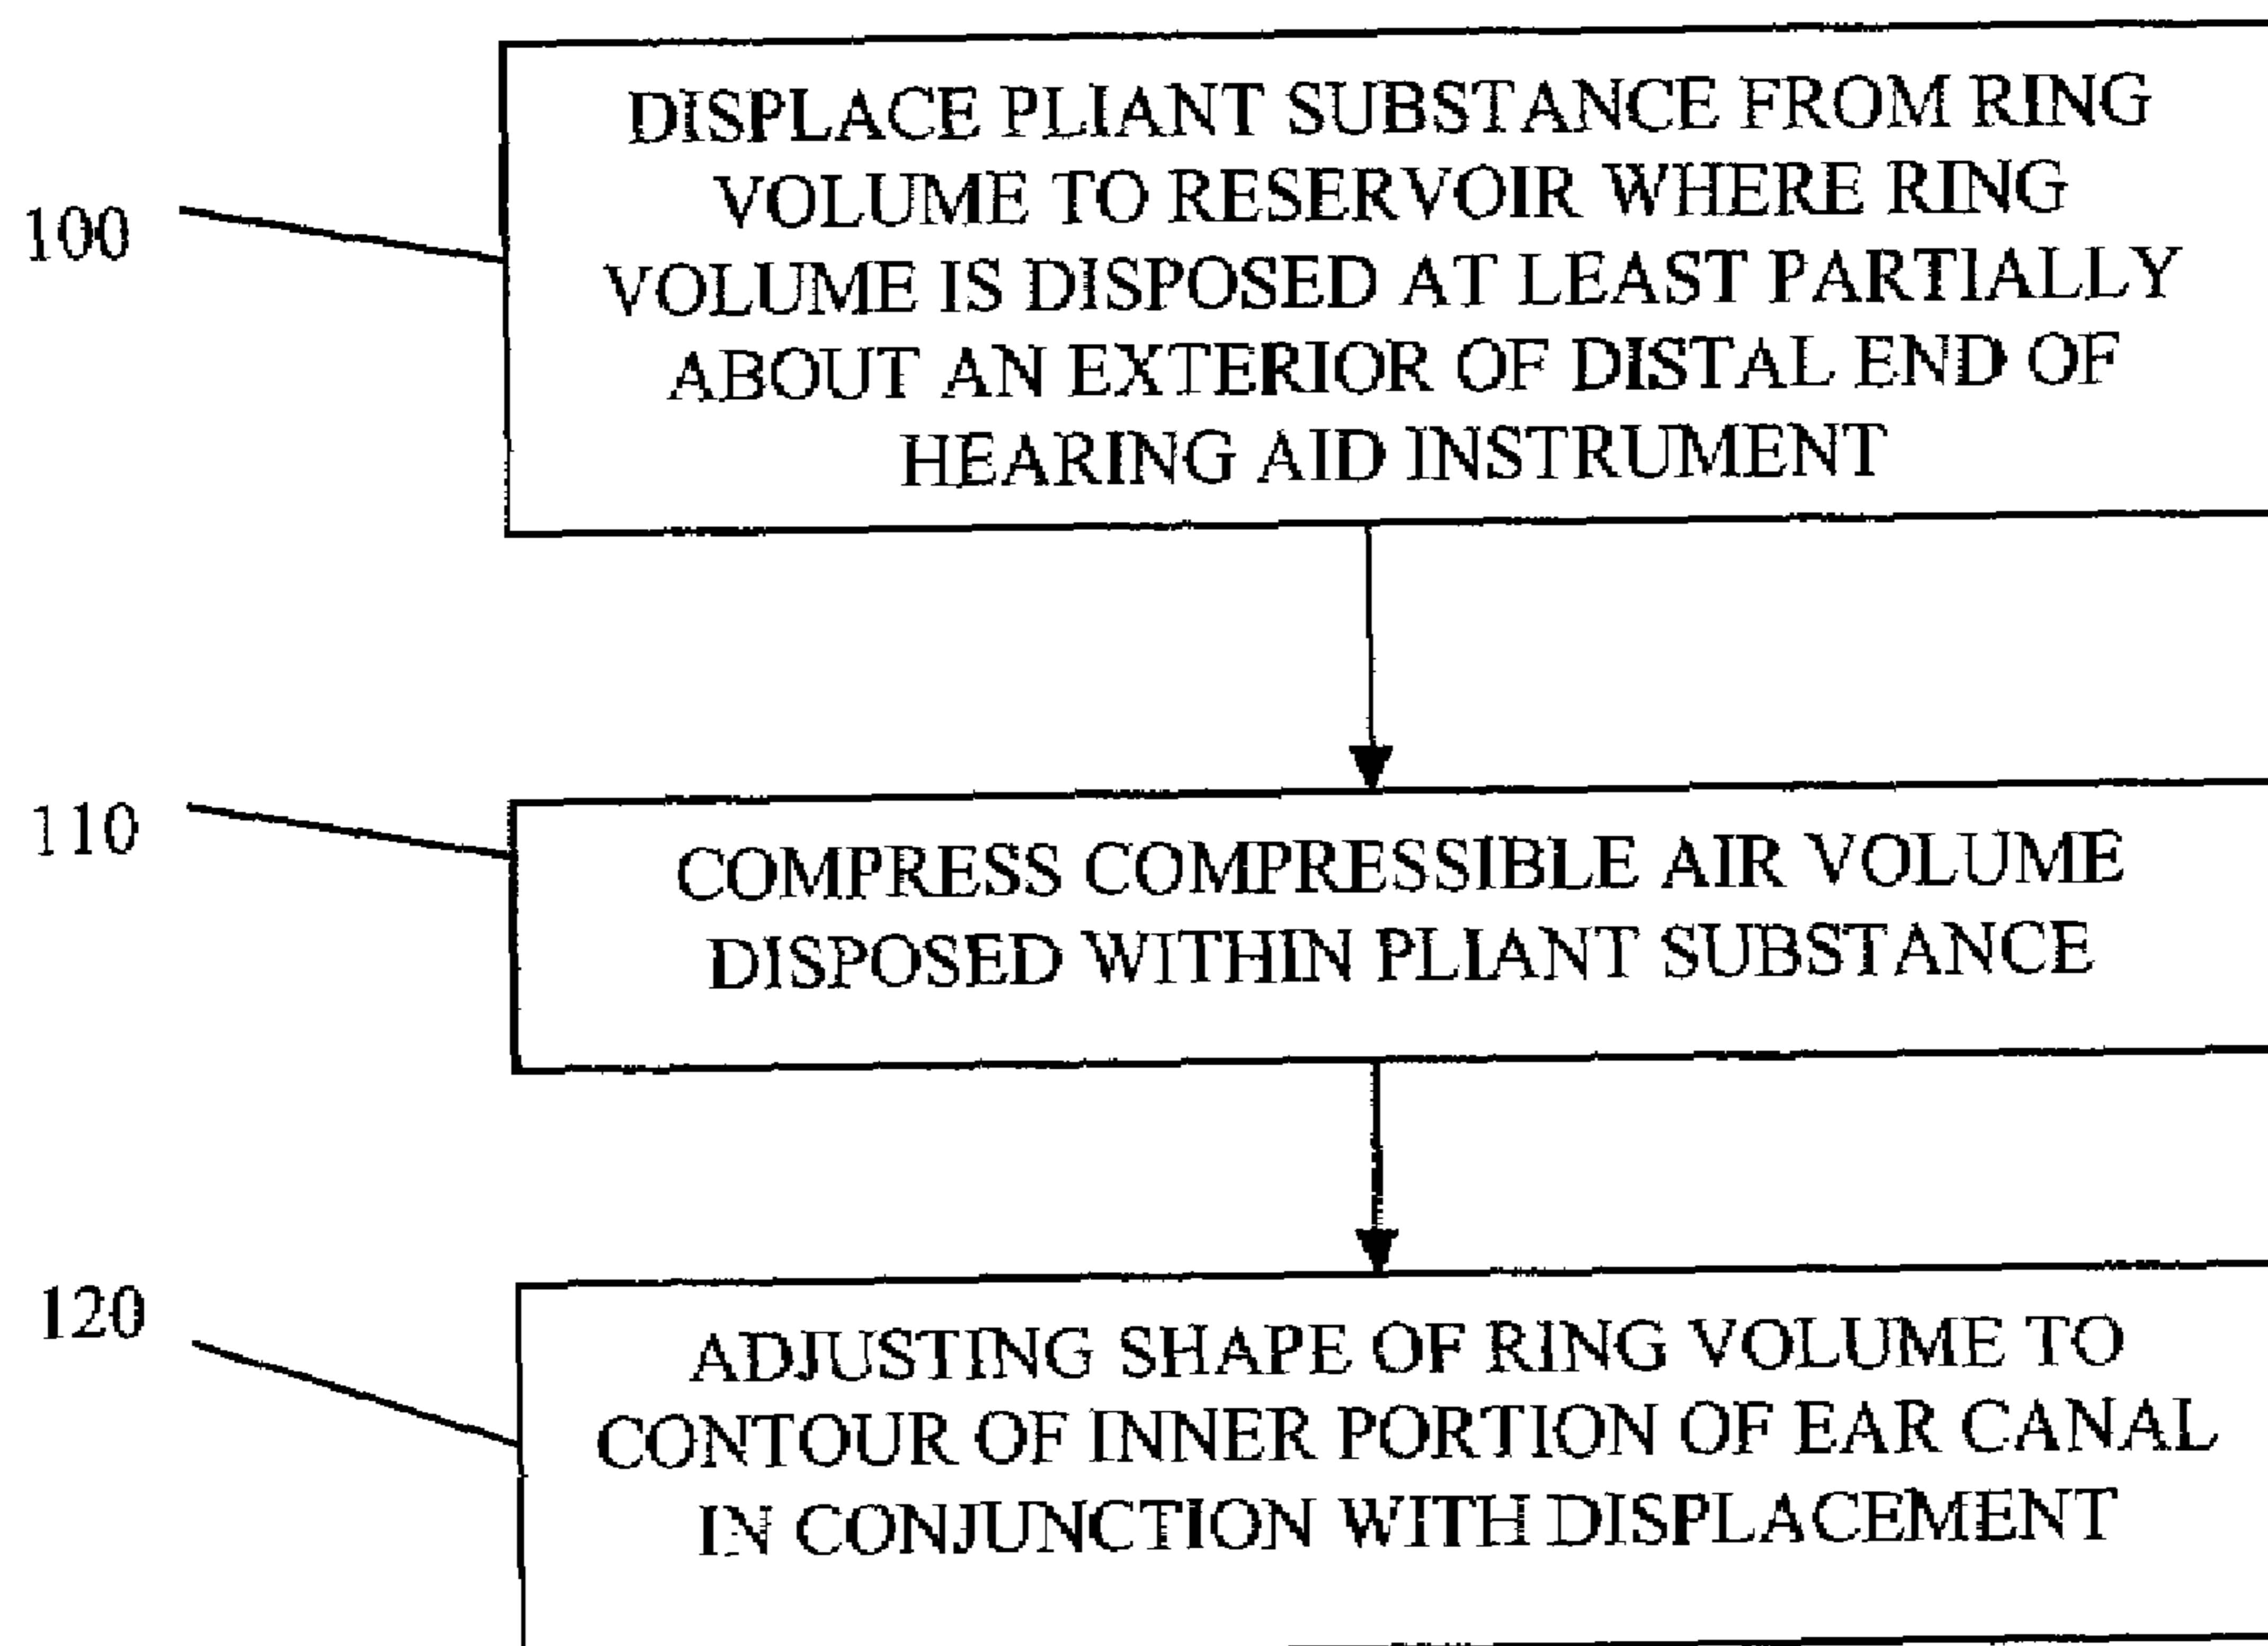 100
DISPLACE PLIANT SUBSTANCE FROM RING
VOLUME TO RESERVOIR WHERE RING
VOLUME IS DISPOSED AT LEAST PARTIALLY
ABOUT AN EXTERIOR OF DISTAL END OF
HEARING AID INSTRUMENT
110
COMPRESS COMPRESSIBLE AIR VOLUME
DISPOSED WITHIN PLIANT SUBSTANCE
120
ADJUSTING SHAPE OF RING VOLUME TO
CONTOUR OF INNER PORTION OF EAR CANAL
IN CONJUNCTION WITH DISPLACEMENT